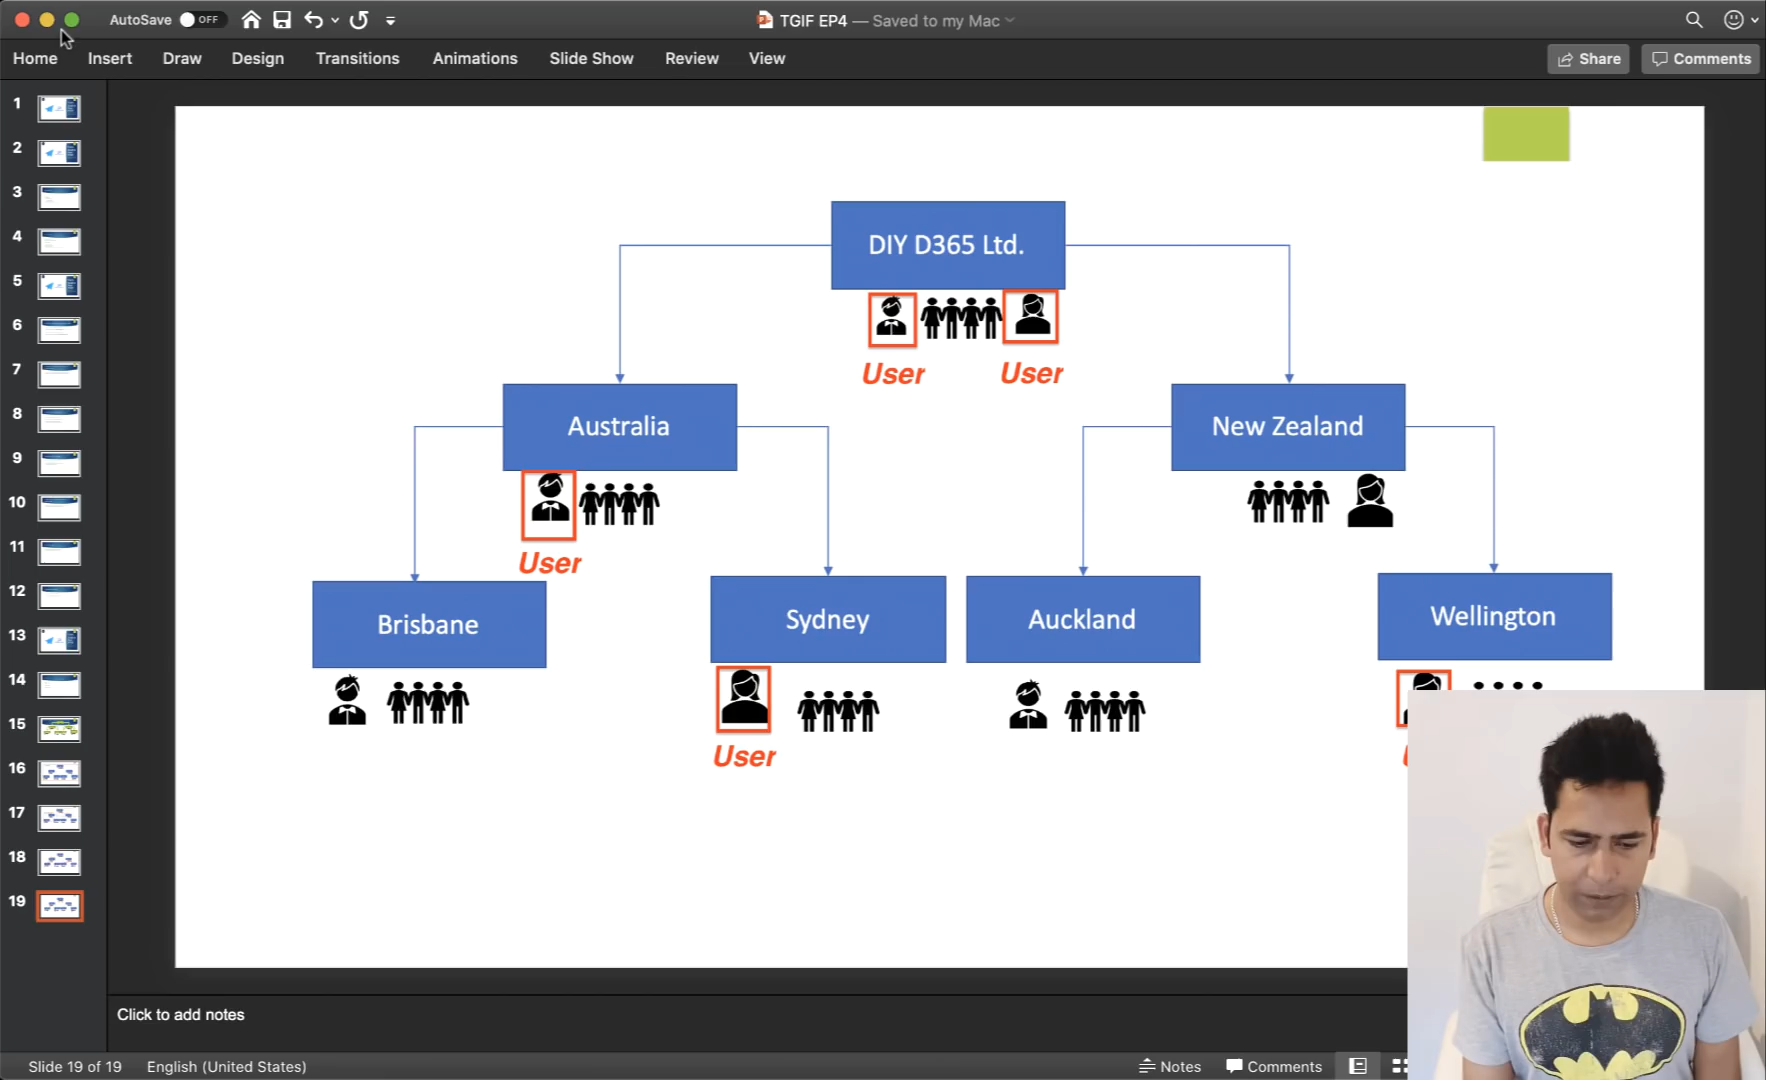 AutoSave OFF
TGIF EP4 — Saved to my Mac
Home Insert Draw Design Transitions Animations Slide Show Review View
Share Comments
1
2
3
4
5
6
7
8
9
10
11
12
13
14
15
16
17
18
19
DIY D365 Ltd.
User User
Australia New Zealand
User
Brisbane Sydney Auckland Wellington
User
Click to add notes
Slide 19 of 19 English (United States) Notes Comments